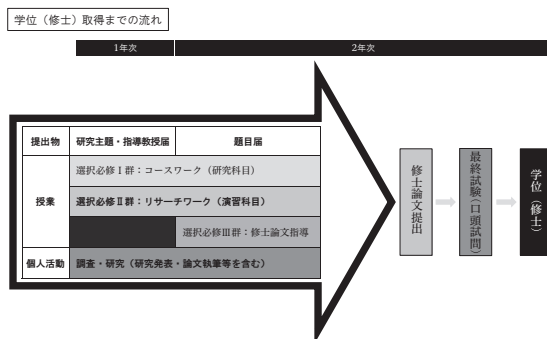 学位（修士）取得までの流れ
1年次
2年次
提出物
研究主題・指導教授届
題目届
授業
選択必修Ⅰ群：コースワーク（研究科目）
選択必修Ⅱ群：リサーチワーク（演習科目）
選択必修Ⅲ群：修士論文指導
個人活動
調査・研究（研究発表・論文執筆等を含む）
修士論文提出
最終試験（口頭試問）
学位（修士）